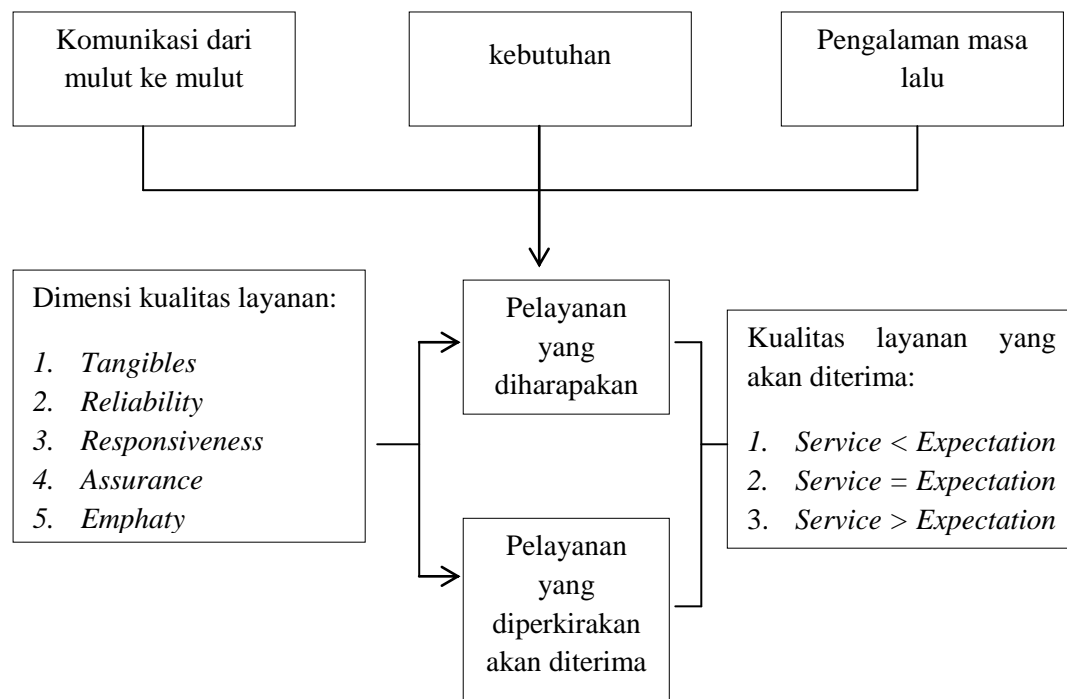 Komunikasi dari
mulut ke mulut
kebutuhan
Pengalaman masa
lalu
Dimensi kualitas layanan:
1. Tangibles
2. Reliability
3. Responsiveness
4. Assurance
5. Emphaty
Pelayanan
yang
diharapakan
Pelayanan
yang
diperkirakan
akan diterima
Kualitas layanan yang
akan diterima:
1. Service < Expectation
2. Service = Expectation
3. Service > Expectation